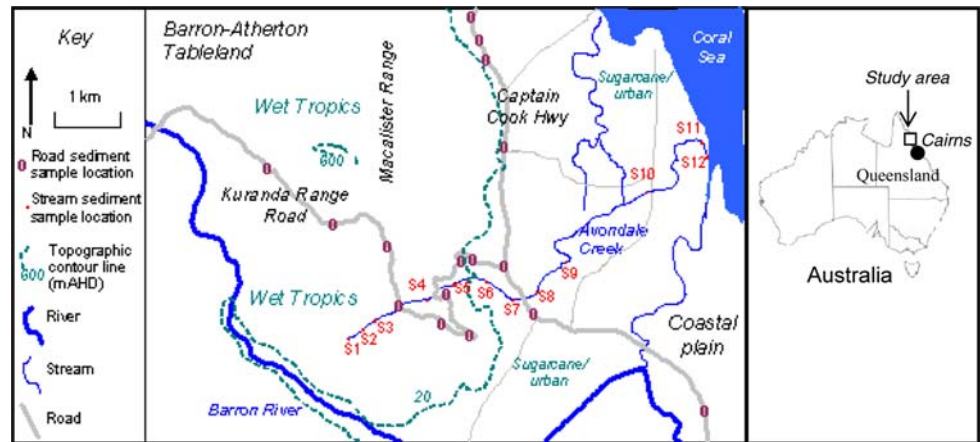 Key
1 km
N
Road sediment
sample location
Stream sediment
sample location
Topographic
contour line
(mAHD)
600
River
Stream
Road
Barron-Atherton
Tableland
Wet Tropics
600
Macalister Range
Kuranda Range
Road
Captain
Cook Hwy
Sugarcane/
urban
Coral
Sea
S11
S12
S10
Avondale
Creek
S9
S8
S7
S6
S5
S4
S3
S2
S1
Wet Tropics
20
Barron River
Sugarcane/
urban
Coastal
plain
Study area
Cairns
Queensland
Australia